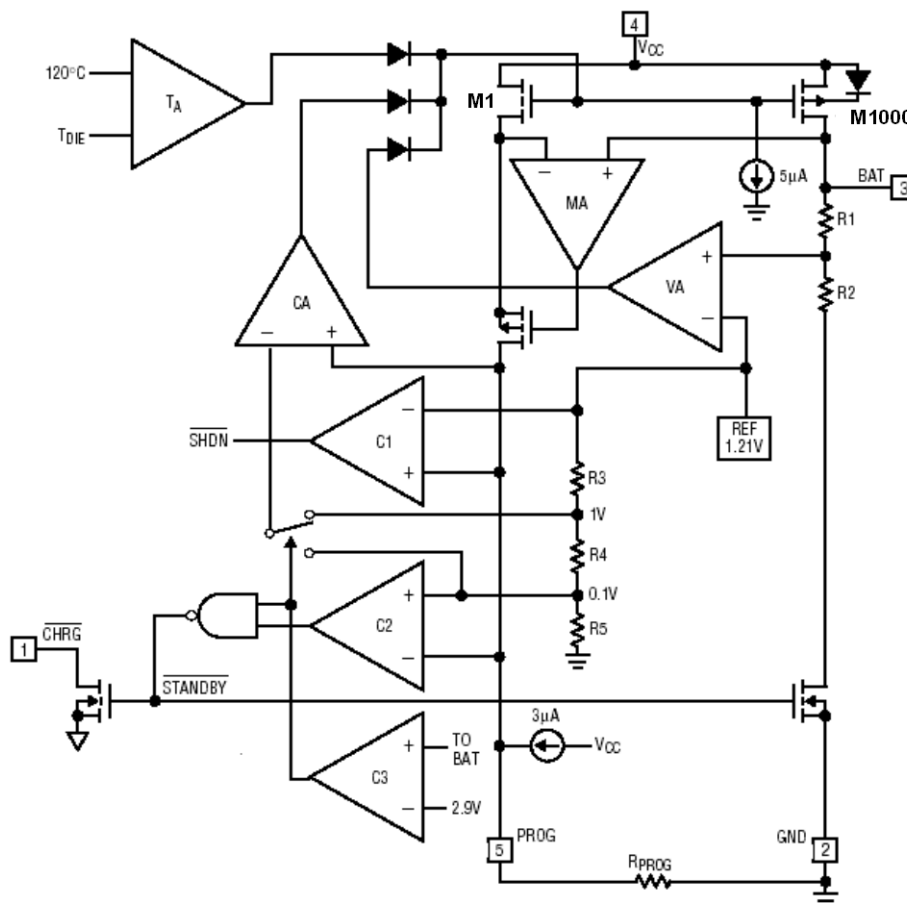 4
VCC
120°C
TA
TDIE
M1
M1000
− +
MA
5µA
BAT
3
R1
+
VA
−
R2
CA
− +
REF
1.21V
−
C1
+
SHDN
R3
1V
R4
0.1V
R5
+
C2
−
CHRG
1
STANDBY
3µA
VCC
+
C3
−
TO
BAT
2.9V
PROG
5
GND
2
RPROG